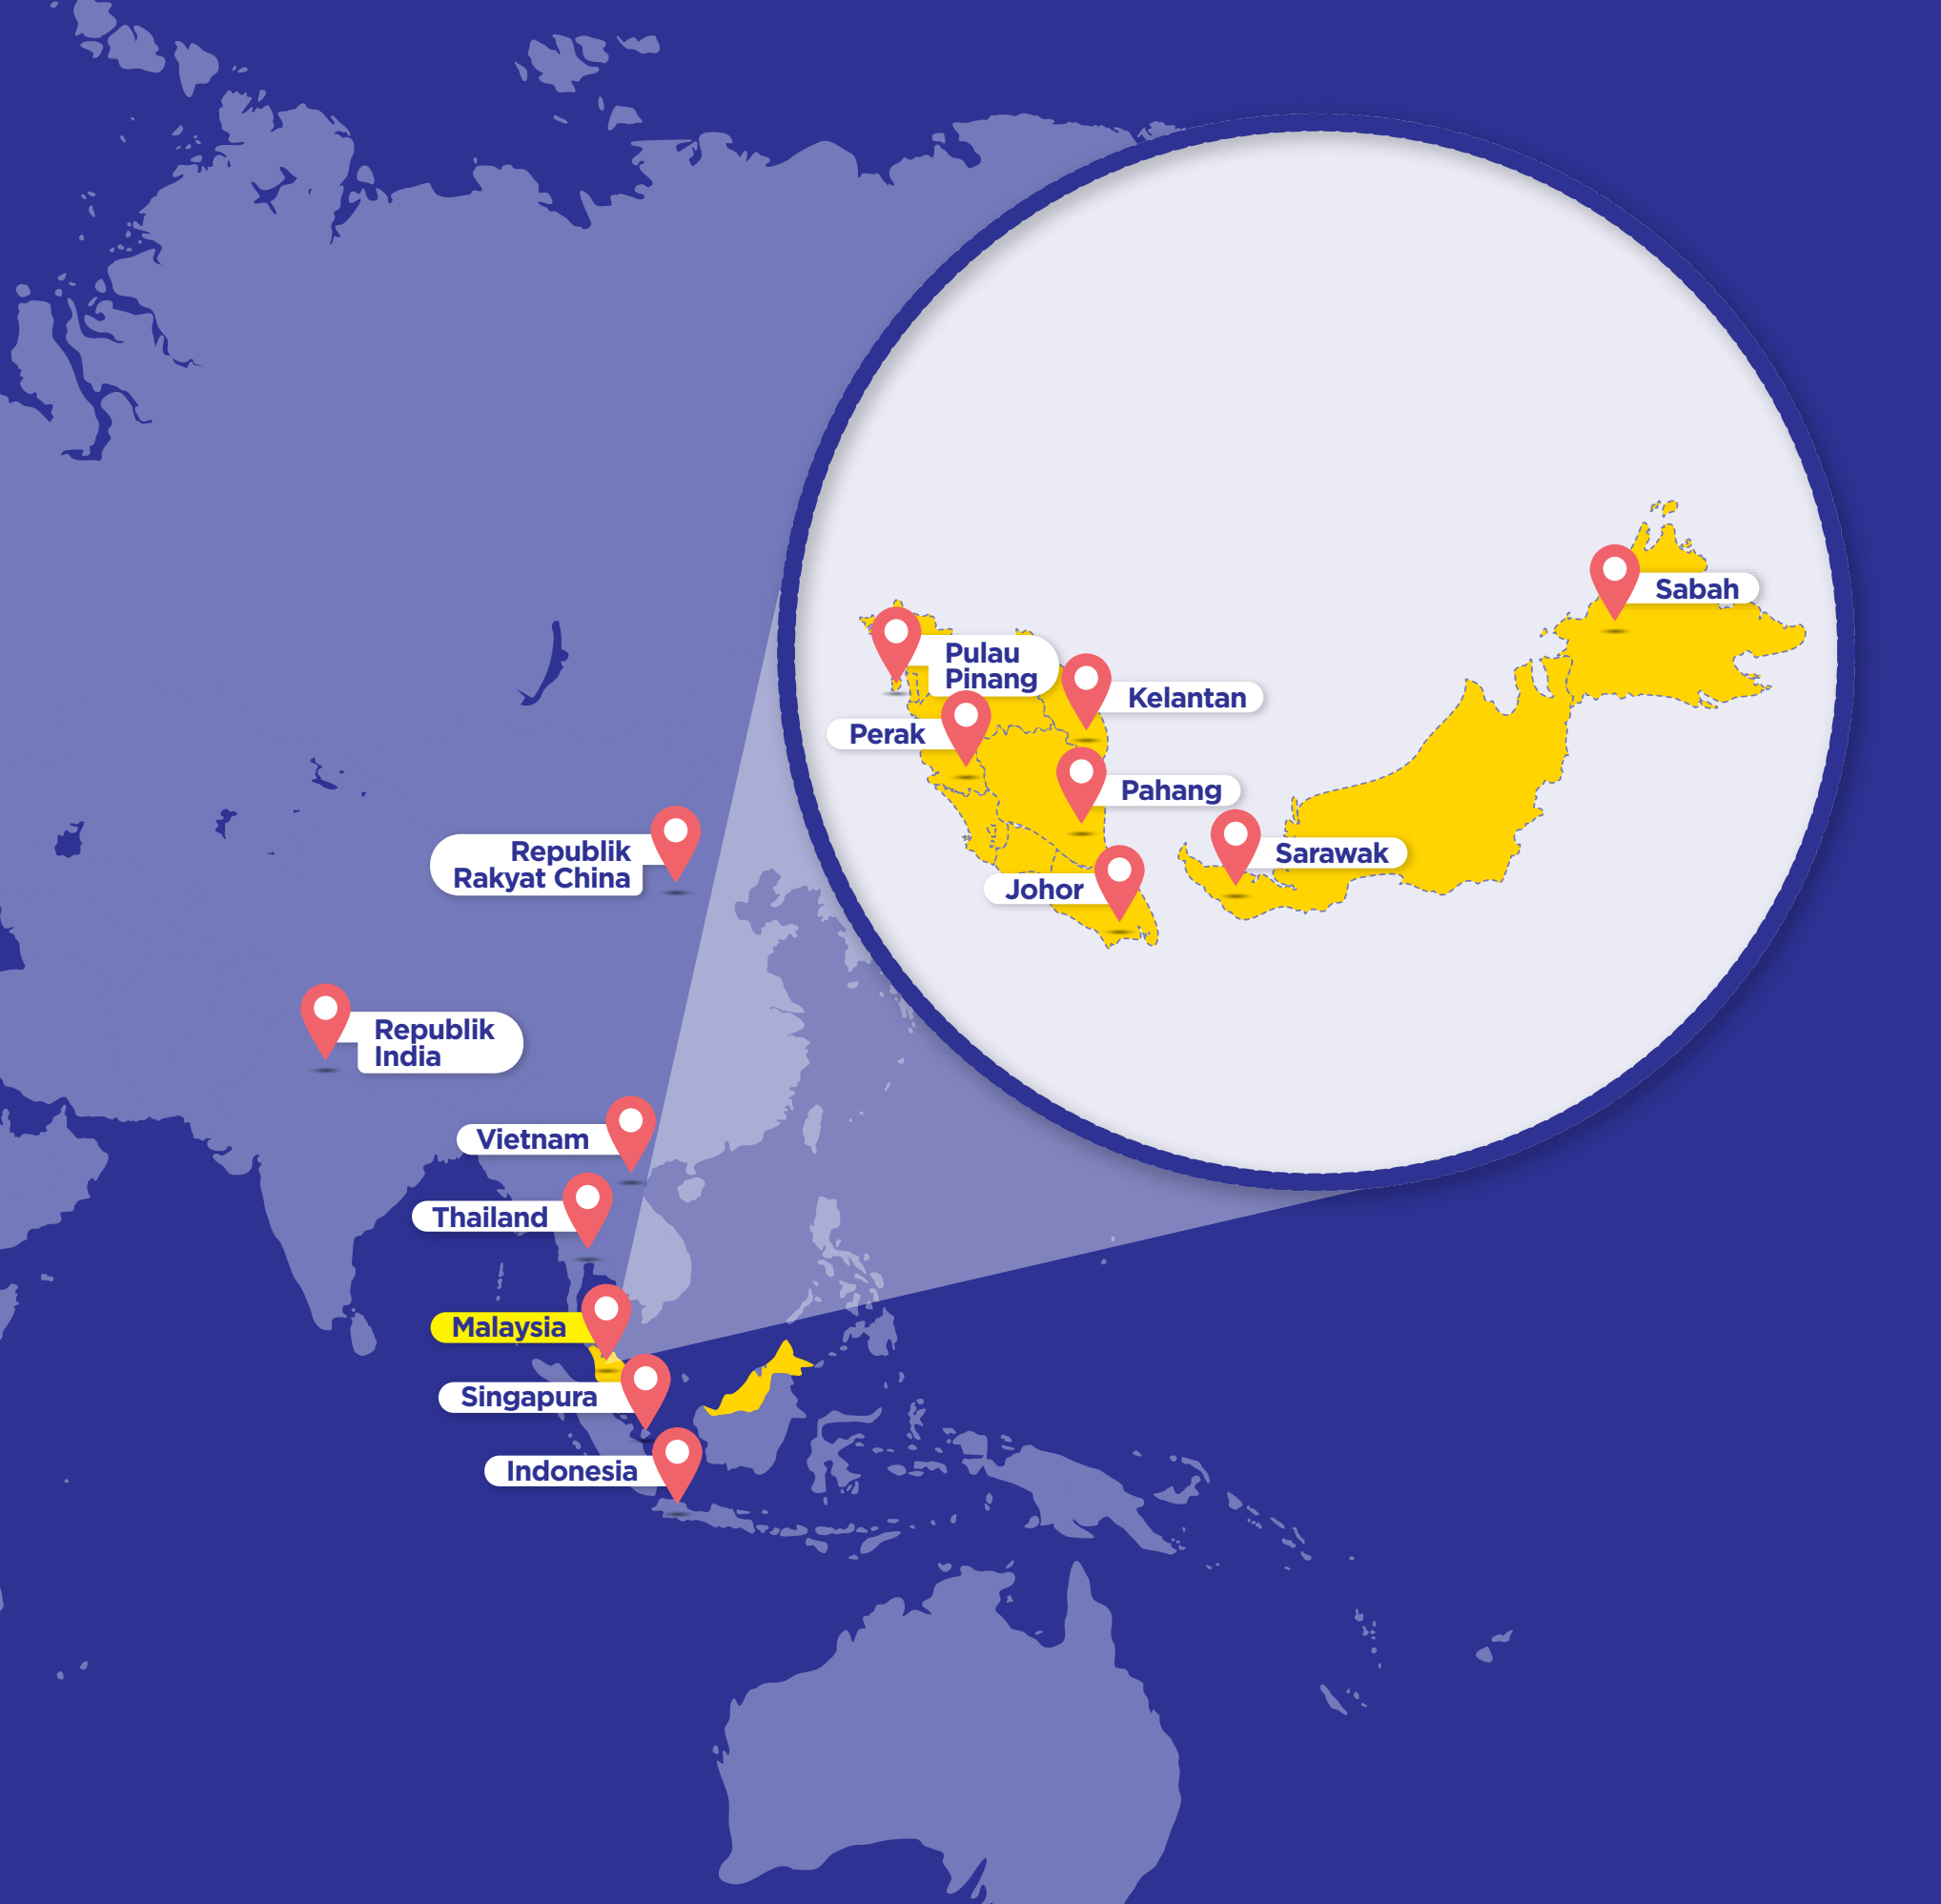 Sabah
Pulau
Pinang
Kelantan
Perak
Pahang
Sarawak
Johor
Republik
Rakyat China
Republik
India
Vietnam
Thailand
Malaysia
Singapura
Indonesia